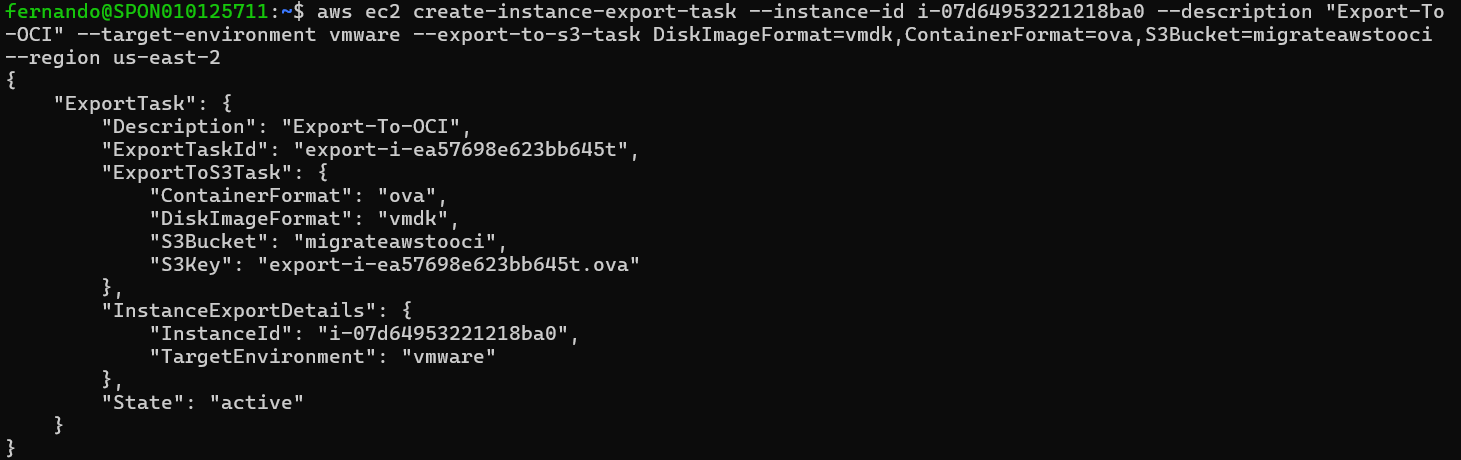 fernando@SPON010125711:~$ aws ec2 create-instance-export-task --instance-id i-07d64953221218ba0 --description "Export-To
-OCI" --target-environment vmware --export-to-s3-task DiskImageFormat=vmdk,ContainerFormat=ova,S3Bucket=migrateawstooci
--region us-east-2
{
    "ExportTask": {
        "Description": "Export-To-OCI",
        "ExportTaskId": "export-i-ea57698e623bb645t",
        "ExportToS3Task": {
            "ContainerFormat": "ova",
            "DiskImageFormat": "vmdk",
            "S3Bucket": "migrateawstooci",
            "S3Key": "export-i-ea57698e623bb645t.ova"
        },
        "InstanceExportDetails": {
            "InstanceId": "i-07d64953221218ba0",
            "TargetEnvironment": "vmware"
        },
        "State": "active"
    }
}